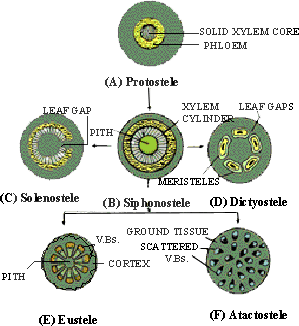 SOLID XYLEM CORE
PHLOEM
(A) Protostele
LEAF GAP
XYLEM
CYLINDER
LEAF GAPS
PITH
MERISTELES
(C) Solenostele
(B) Siphonostele
(D) Dictyostele
GROUND TISSUE
V.Bs.
SCATTERED
V.Bs.
PITH
CORTEX
(E) Eustele
(F) Atactostele